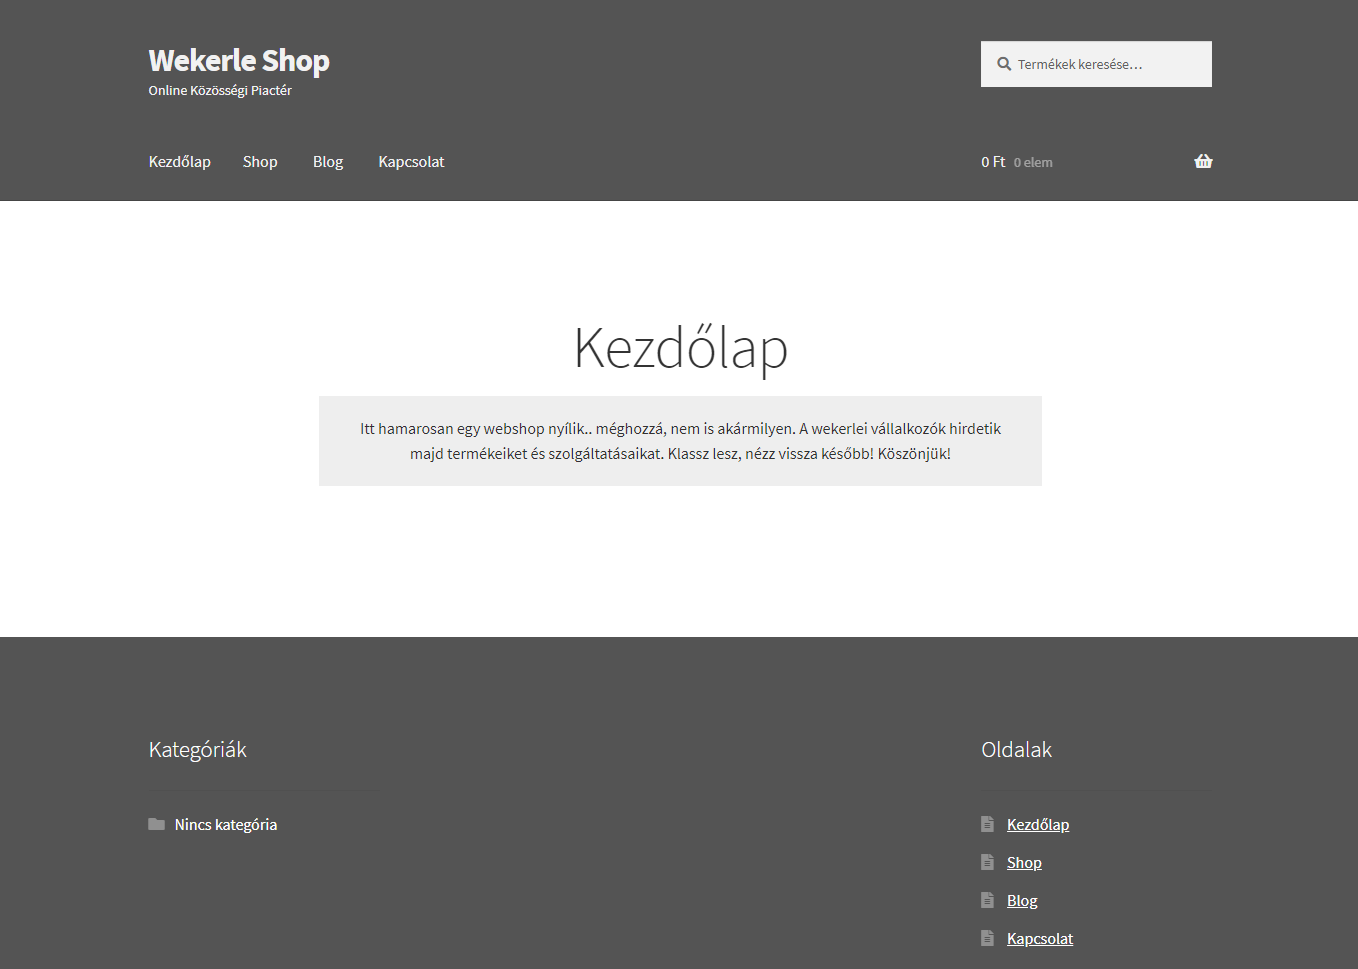 Wekerle Shop
Online Közösségi Piactér
Termékek keresése…
Kezdőlap Shop Blog Kapcsolat
0 Ft 0 elem
Kezdőlap
Itt hamarosan egy webshop nyílik.. méghozzá, nem is akármilyen. A wekerlei vállalkozók hirdetik
majd termékeiket és szolgáltatásaikat. Klassz lesz, nézz vissza később! Köszönjük!
Kategóriák
Nincs kategória
Oldalak
Kezdőlap
Shop
Blog
Kapcsolat